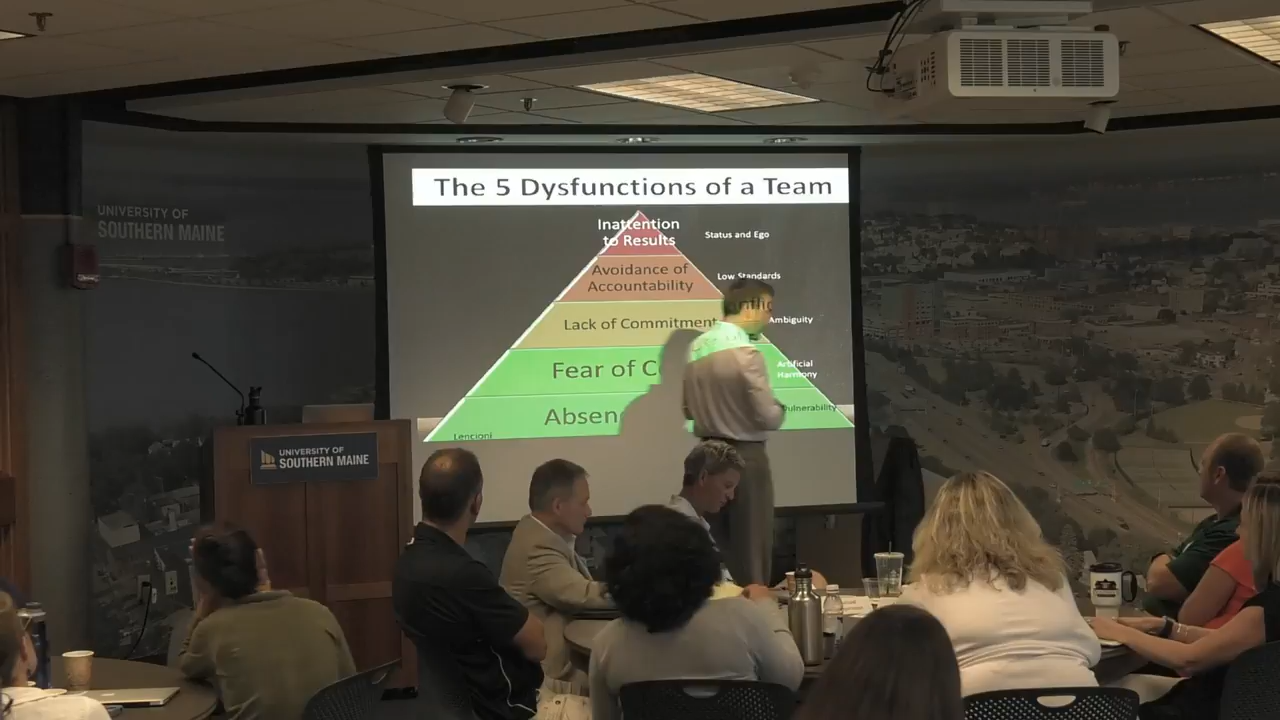 The 5 Dysfunctions of a Team
Inattention
to Results
Status and Ego
Avoidance of
Accountability
Low Standards
Lack of Commitment
Ambiguity
Fear of
Artificial
Harmony
Absen
Vulnerability
Lencioni
UNIVERSITY OF
SOUTHERN MAINE
UNIVERSITY OF
SOUTHERN MAINE